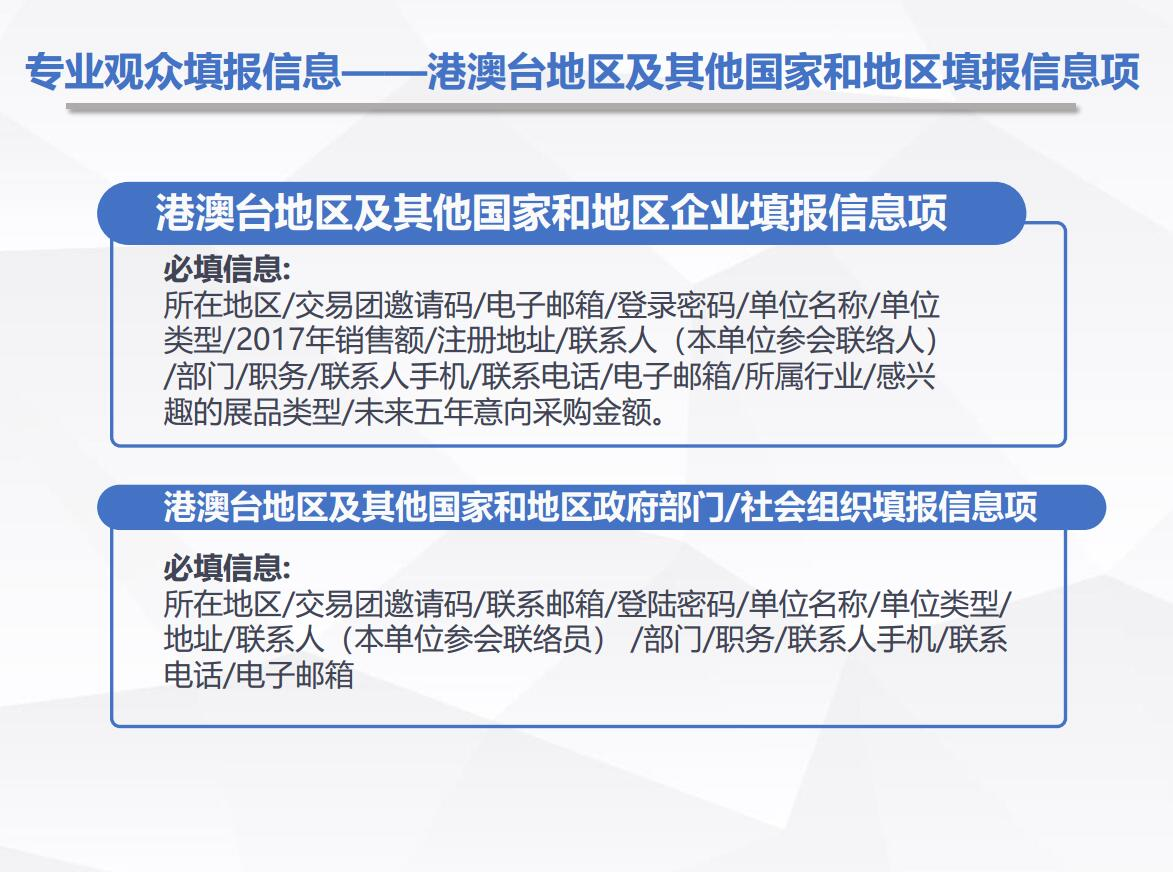 专业观众填报信息——港澳台地区及其他国家和地区填报信息项
港澳台地区及其他国家和地区企业填报信息项
必填信息:
所在地区/交易团邀请码/电子邮箱/登录密码/单位名称/单位
类型/2017年销售额/注册地址/联系人（本单位参会联络人）
/部门/职务/联系人手机/联系电话/电子邮箱/所属行业/感兴
趣的展品类型/未来五年意向采购金额。
港澳台地区及其他国家和地区政府部门/社会组织填报信息项
必填信息:
所在地区/交易团邀请码/联系邮箱/登陆密码/单位名称/单位类型/
地址/联系人（本单位参会联络员） /部门/职务/联系人手机/联系
电话/电子邮箱